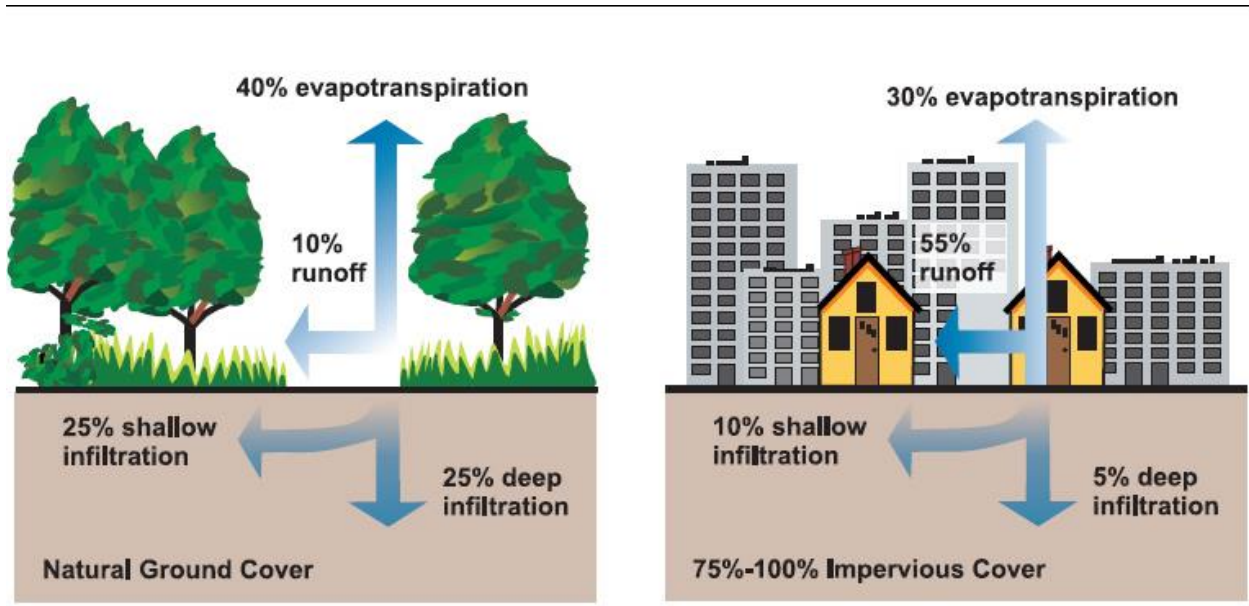 40% evapotranspiration
10%
runoff
25% shallow
infiltration
25% deep
infiltration
Natural Ground Cover
30% evapotranspiration
55%
runoff
10% shallow
infiltration
5% deep
infiltration
75%-100% Impervious Cover